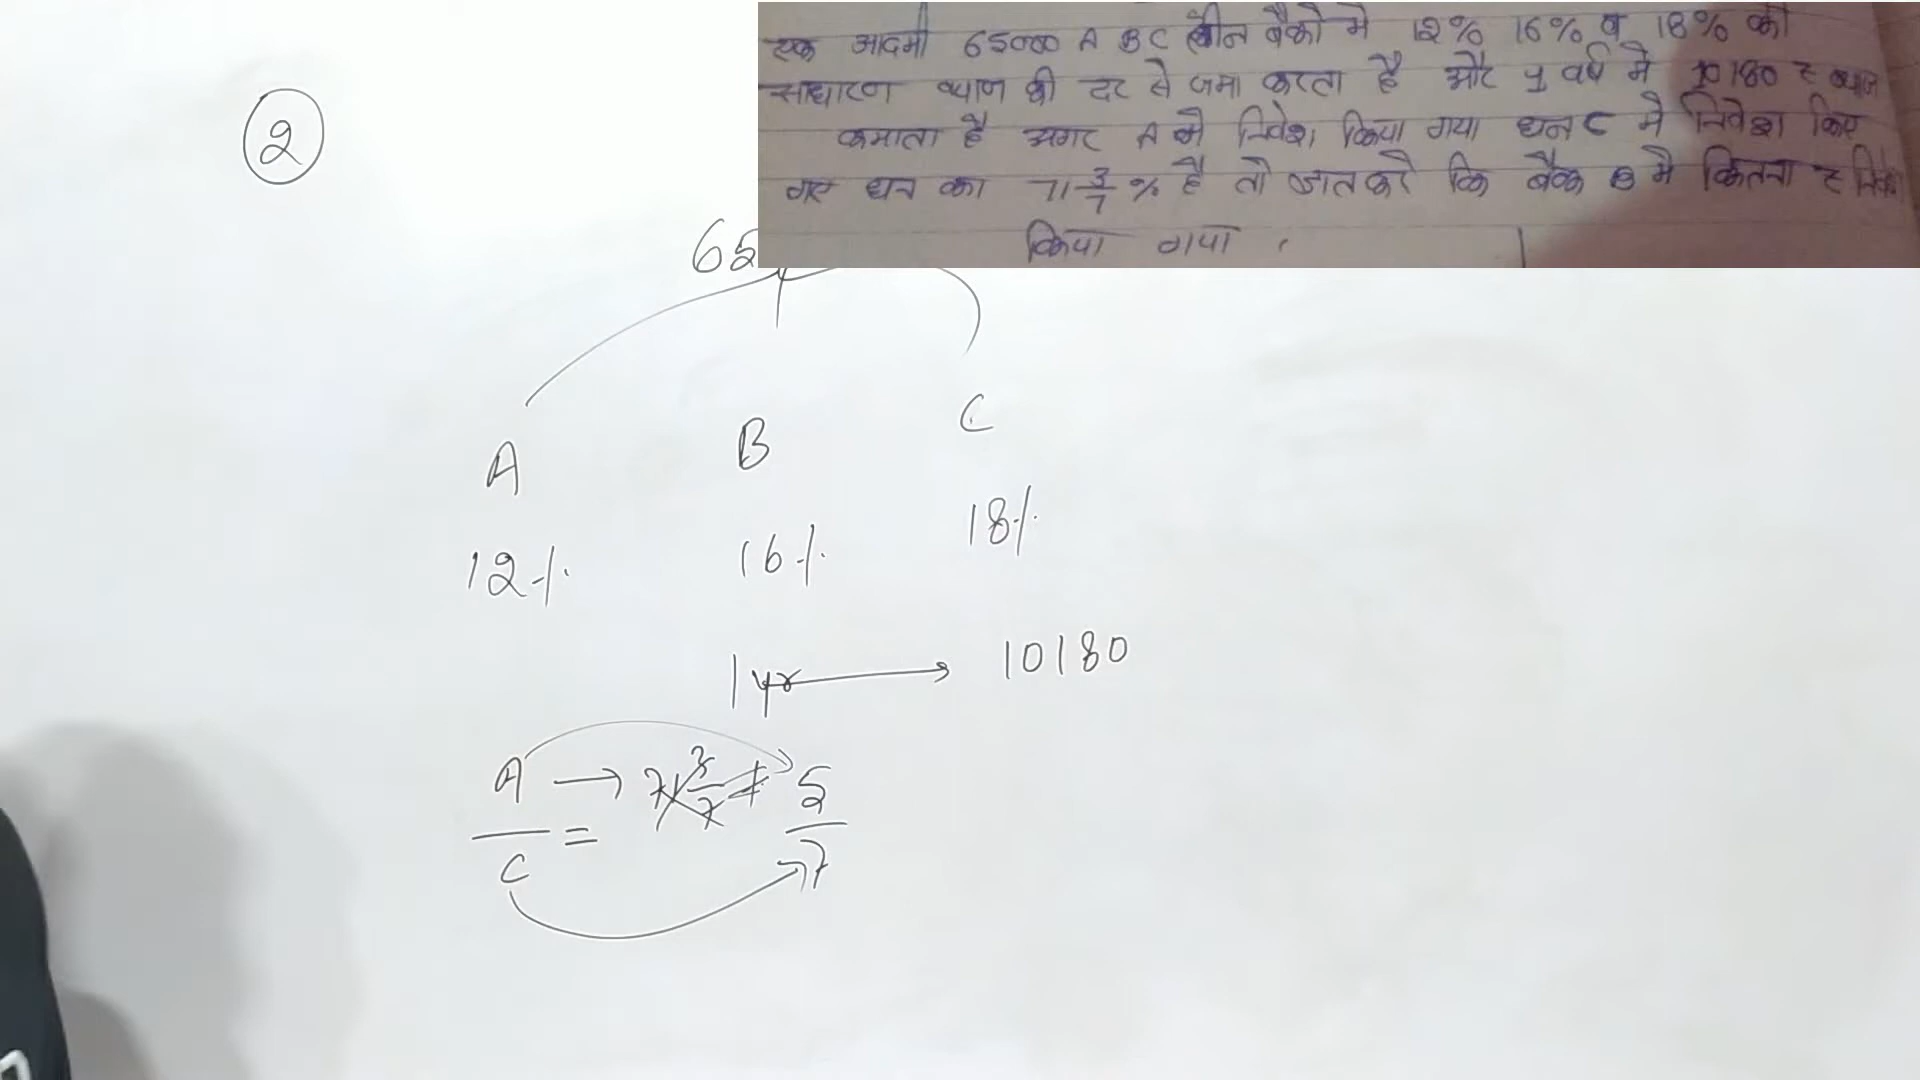 एक आदमी 65000 A B C तीन बैंको मे 12% 16% व 18% की
साधारण ब्याज की दर से जमा करता है और 1 वर्ष मे 10180 ₹ ब्याज
कमाता है अगर A मे निवेश किया गया धन C मे निवेश किए
गए धन का 71 3/7 % है तो ज्ञात करे कि बैंक B मे कितना ₹
किया गया
2
65
A B C
12% 16% 18%
1 yr → 10180
A → 71 3/7 = 5
C = 7